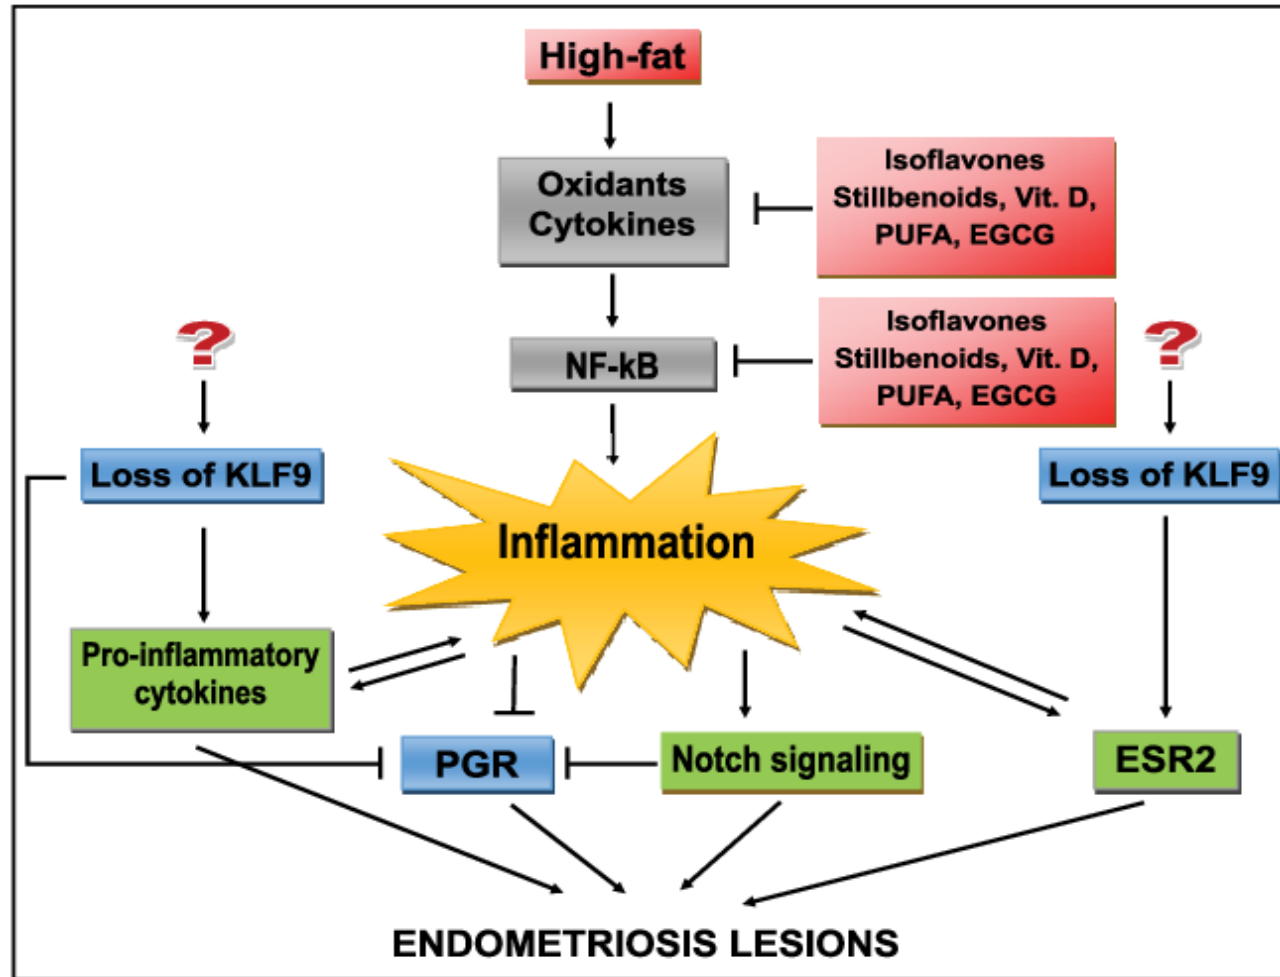 High-fat
Oxidants
Cytokines
Isoflavones
Stillbenoids, Vit. D,
PUFA, EGCG
NF-kB
Isoflavones
Stillbenoids, Vit. D,
PUFA, EGCG
?
?
Loss of KLF9
Loss of KLF9
Inflammation
Pro-inflammatory
cytokines
PGR
Notch signaling
ESR2
ENDOMETRIOSIS LESIONS